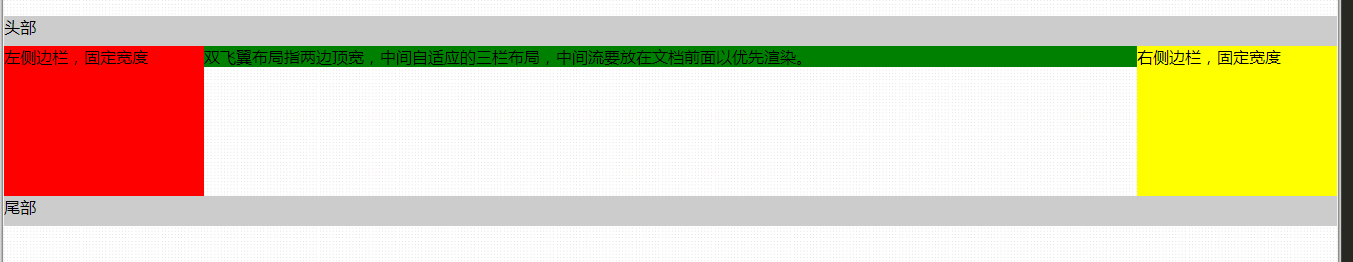 头部
左侧边栏，固定宽度
双飞翼布局指两边顶宽，中间自适应的三栏布局，中间流要放在文档前面以优先渲染。
右侧边栏，固定宽度
尾部